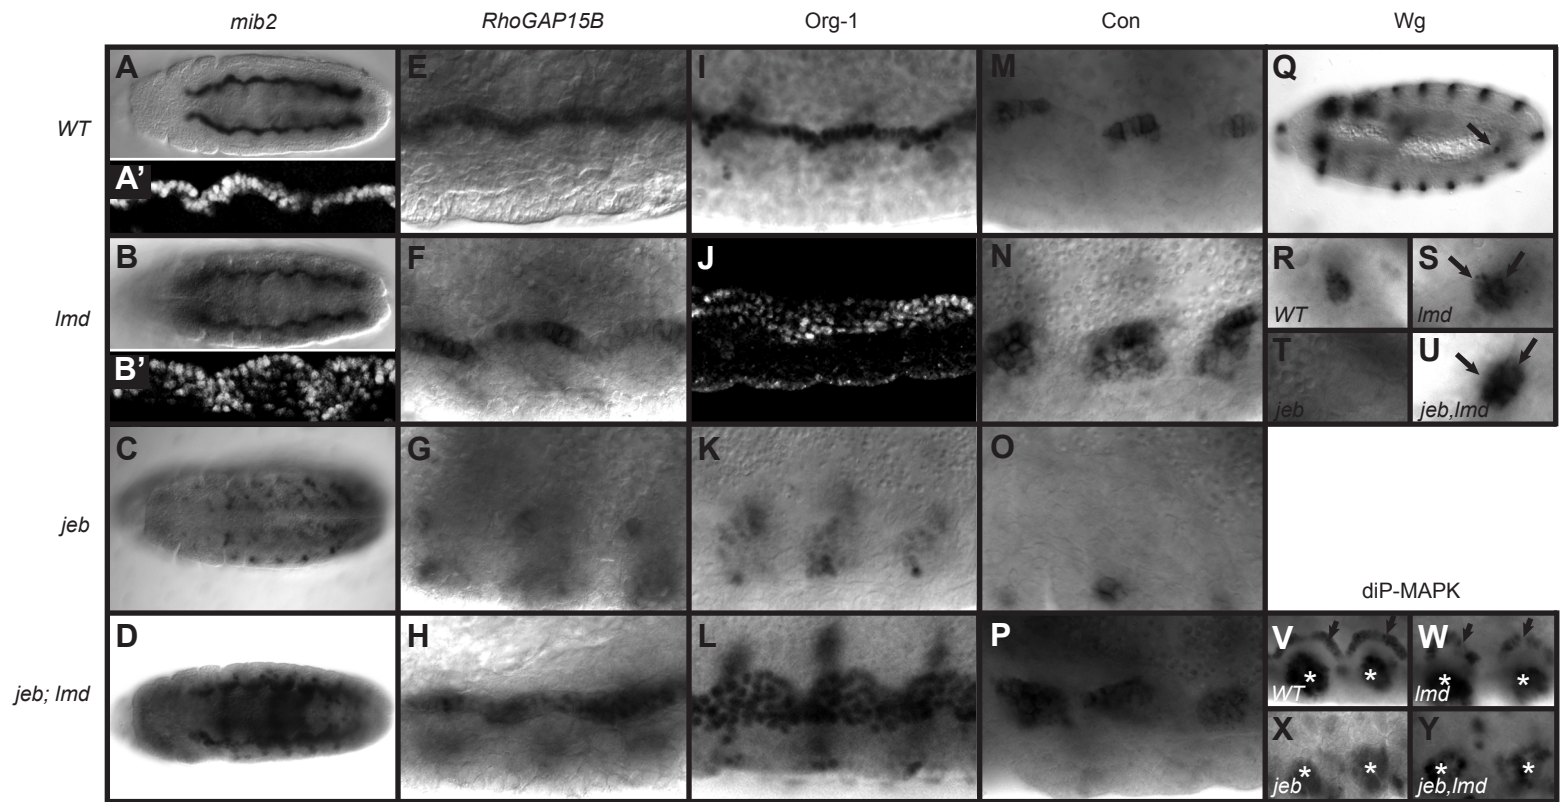 mib2 RhoGAP15B Org-1 Con Wg
WT A E I M Q
A’
lmd B F J N R WT S lmd
B’ T jeb U jeb,lmd
jeb C G K O
diP-MAPK
jeb; lmd D H L P V * * WT W * * lmd
X * * jeb Y * * jeb,lmd